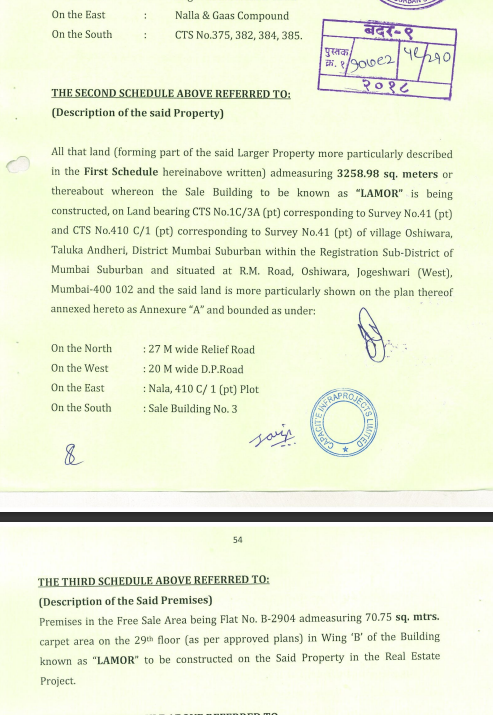 On the East : Nalla & Gaas Compound
On the South : CTS No.375, 382, 384, 385.
बदर-९
पुस्तक
क्र. १
२०१८
THE SECOND SCHEDULE ABOVE REFERRED TO:
(Description of the said Property)
All that land (forming part of the said Larger Property more particularly described
in the First Schedule hereinabove written) admeasuring 3258.98 sq. meters or
thereabout whereon the Sale Building to be known as “LAMOR” is being
constructed, on Land bearing CTS No.1C/3A (pt) corresponding to Survey No.41 (pt)
and CTS No.410 C/1 (pt) corresponding to Survey No.41 (pt) of village Oshiwara,
Taluka Andheri, District Mumbai Suburban within the Registration Sub-District of
Mumbai Suburban and situated at R.M. Road, Oshiwara, Jogeshwari (West),
Mumbai-400 102 and the said land is more particularly shown on the plan thereof
annexed hereto as Annexure “A” and bounded as under:
On the North : 27 M wide Relief Road
On the West : 20 M wide D.P.Road
On the East : Nala, 410 C/ 1 (pt) Plot
On the South : Sale Building No. 3
CAPACITE INFRAPROJECTS LIMITED
54
THE THIRD SCHEDULE ABOVE REFERRED TO:
(Description of the Said Premises)
Premises in the Free Sale Area being Flat No. B-2904 admeasuring 70.75 sq. mtrs.
carpet area on the 29th floor (as per approved plans) in Wing ‘B’ of the Building
known as “LAMOR” to be constructed on the Said Property in the Real Estate
Project.